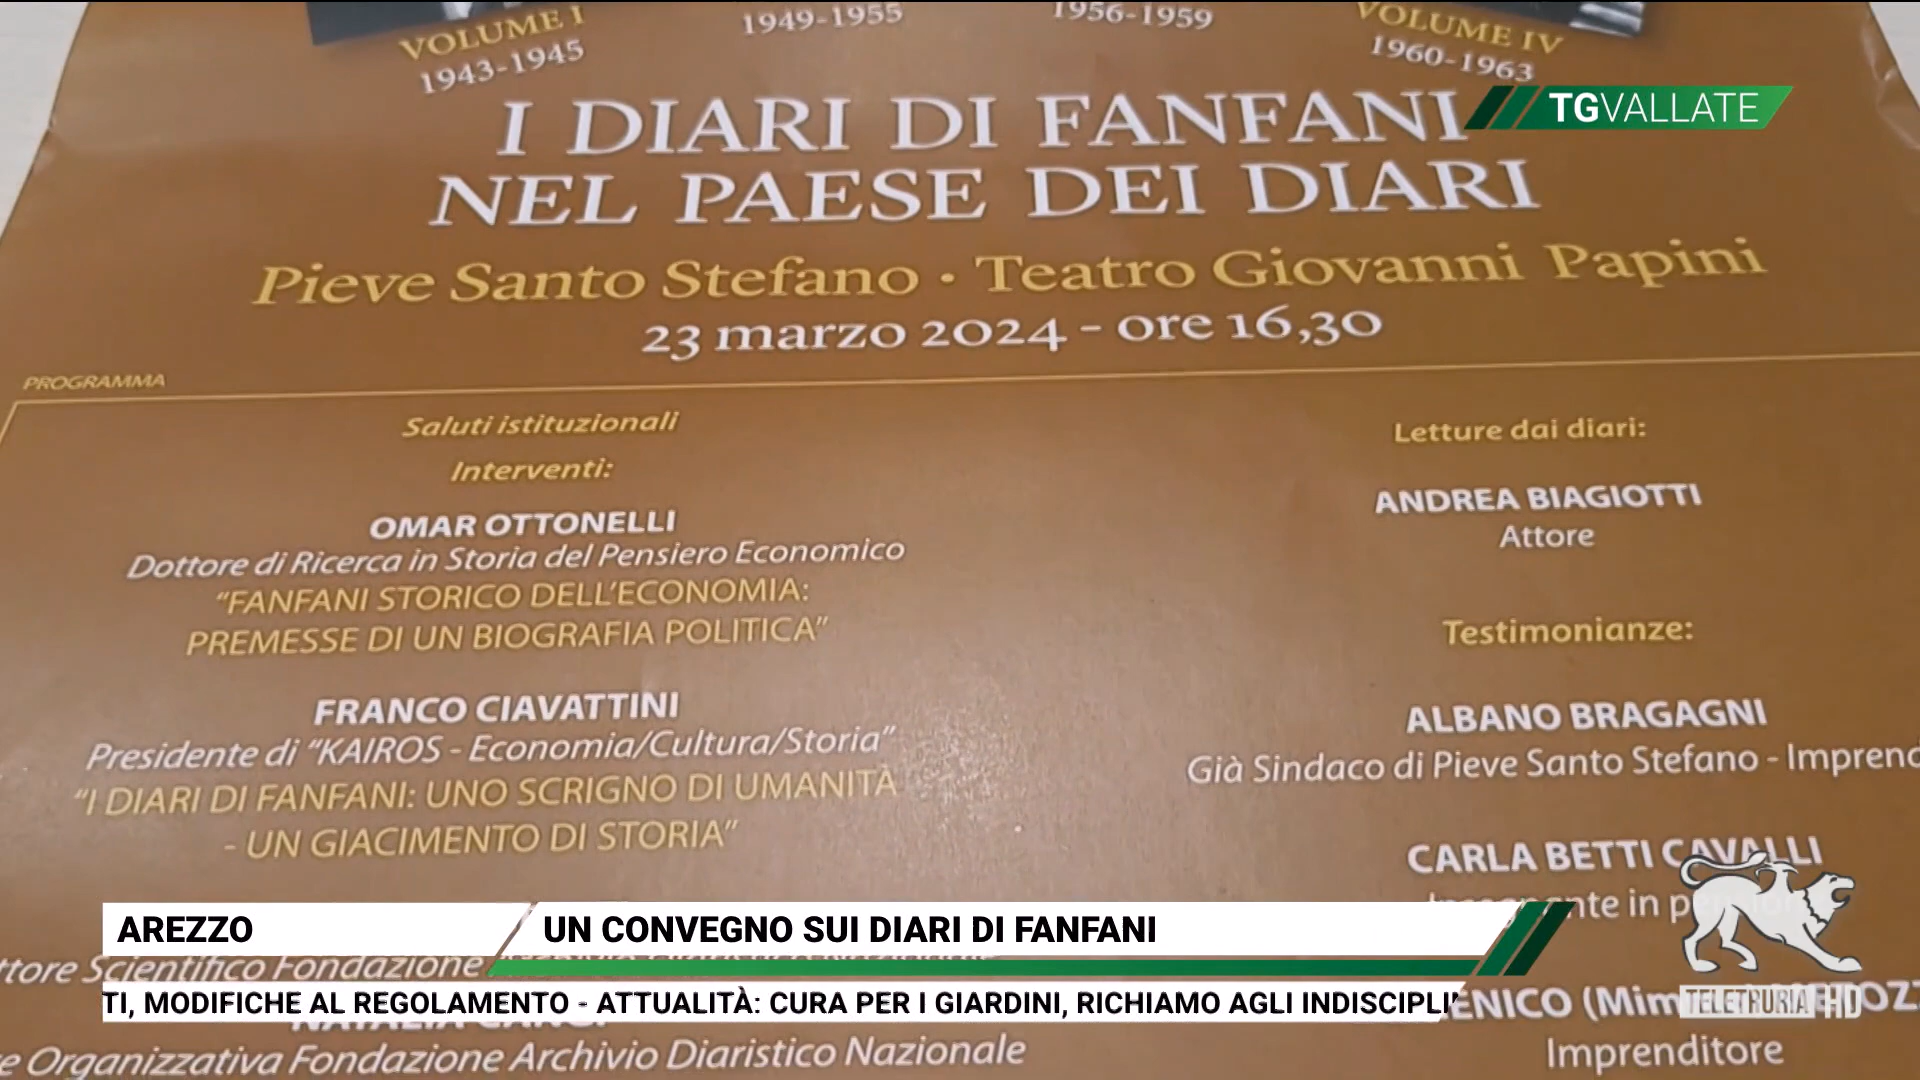 VOLUME I
1943-1945
1949-1955
1956-1959
VOLUME IV
1960-1963
I DIARI DI FANFANI
NEL PAESE DEI DIARI
TGVALLATE
Pieve Santo Stefano · Teatro Giovanni Papini
23 marzo 2024 - ore 16,30
PROGRAMMA
Saluti istituzionali
Interventi:
OMAR OTTONELLI
Dottore di Ricerca in Storia del Pensiero Economico
“FANFANI STORICO DELL’ECONOMIA:
PREMESSE DI UN BIOGRAFIA POLITICA”
FRANCO CIAVATTINI
Presidente di “KAIROS - Economia/Cultura/Storia”
“I DIARI DI FANFANI: UNO SCRIGNO DI UMANITÀ
- UN GIACIMENTO DI STORIA”
Letture dai diari:
ANDREA BIAGIOTTI
Attore
Testimonianze:
ALBANO BRAGAGNI
Già Sindaco di Pieve Santo Stefano - Imprend
CARLA BETTI CAVALLI
nte in
AREZZO
UN CONVEGNO SUI DIARI DI FANFANI
ttore Scientifico Fondazione
TI, MODIFICHE AL REGOLAMENTO - ATTUALITÀ: CURA PER I GIARDINI, RICHIAMO AGLI INDISCIPLI
ENICO (Mim
TELETRURIA HD
e Organizzativa Fondazione Archivio Diaristico Nazionale
Imprenditore